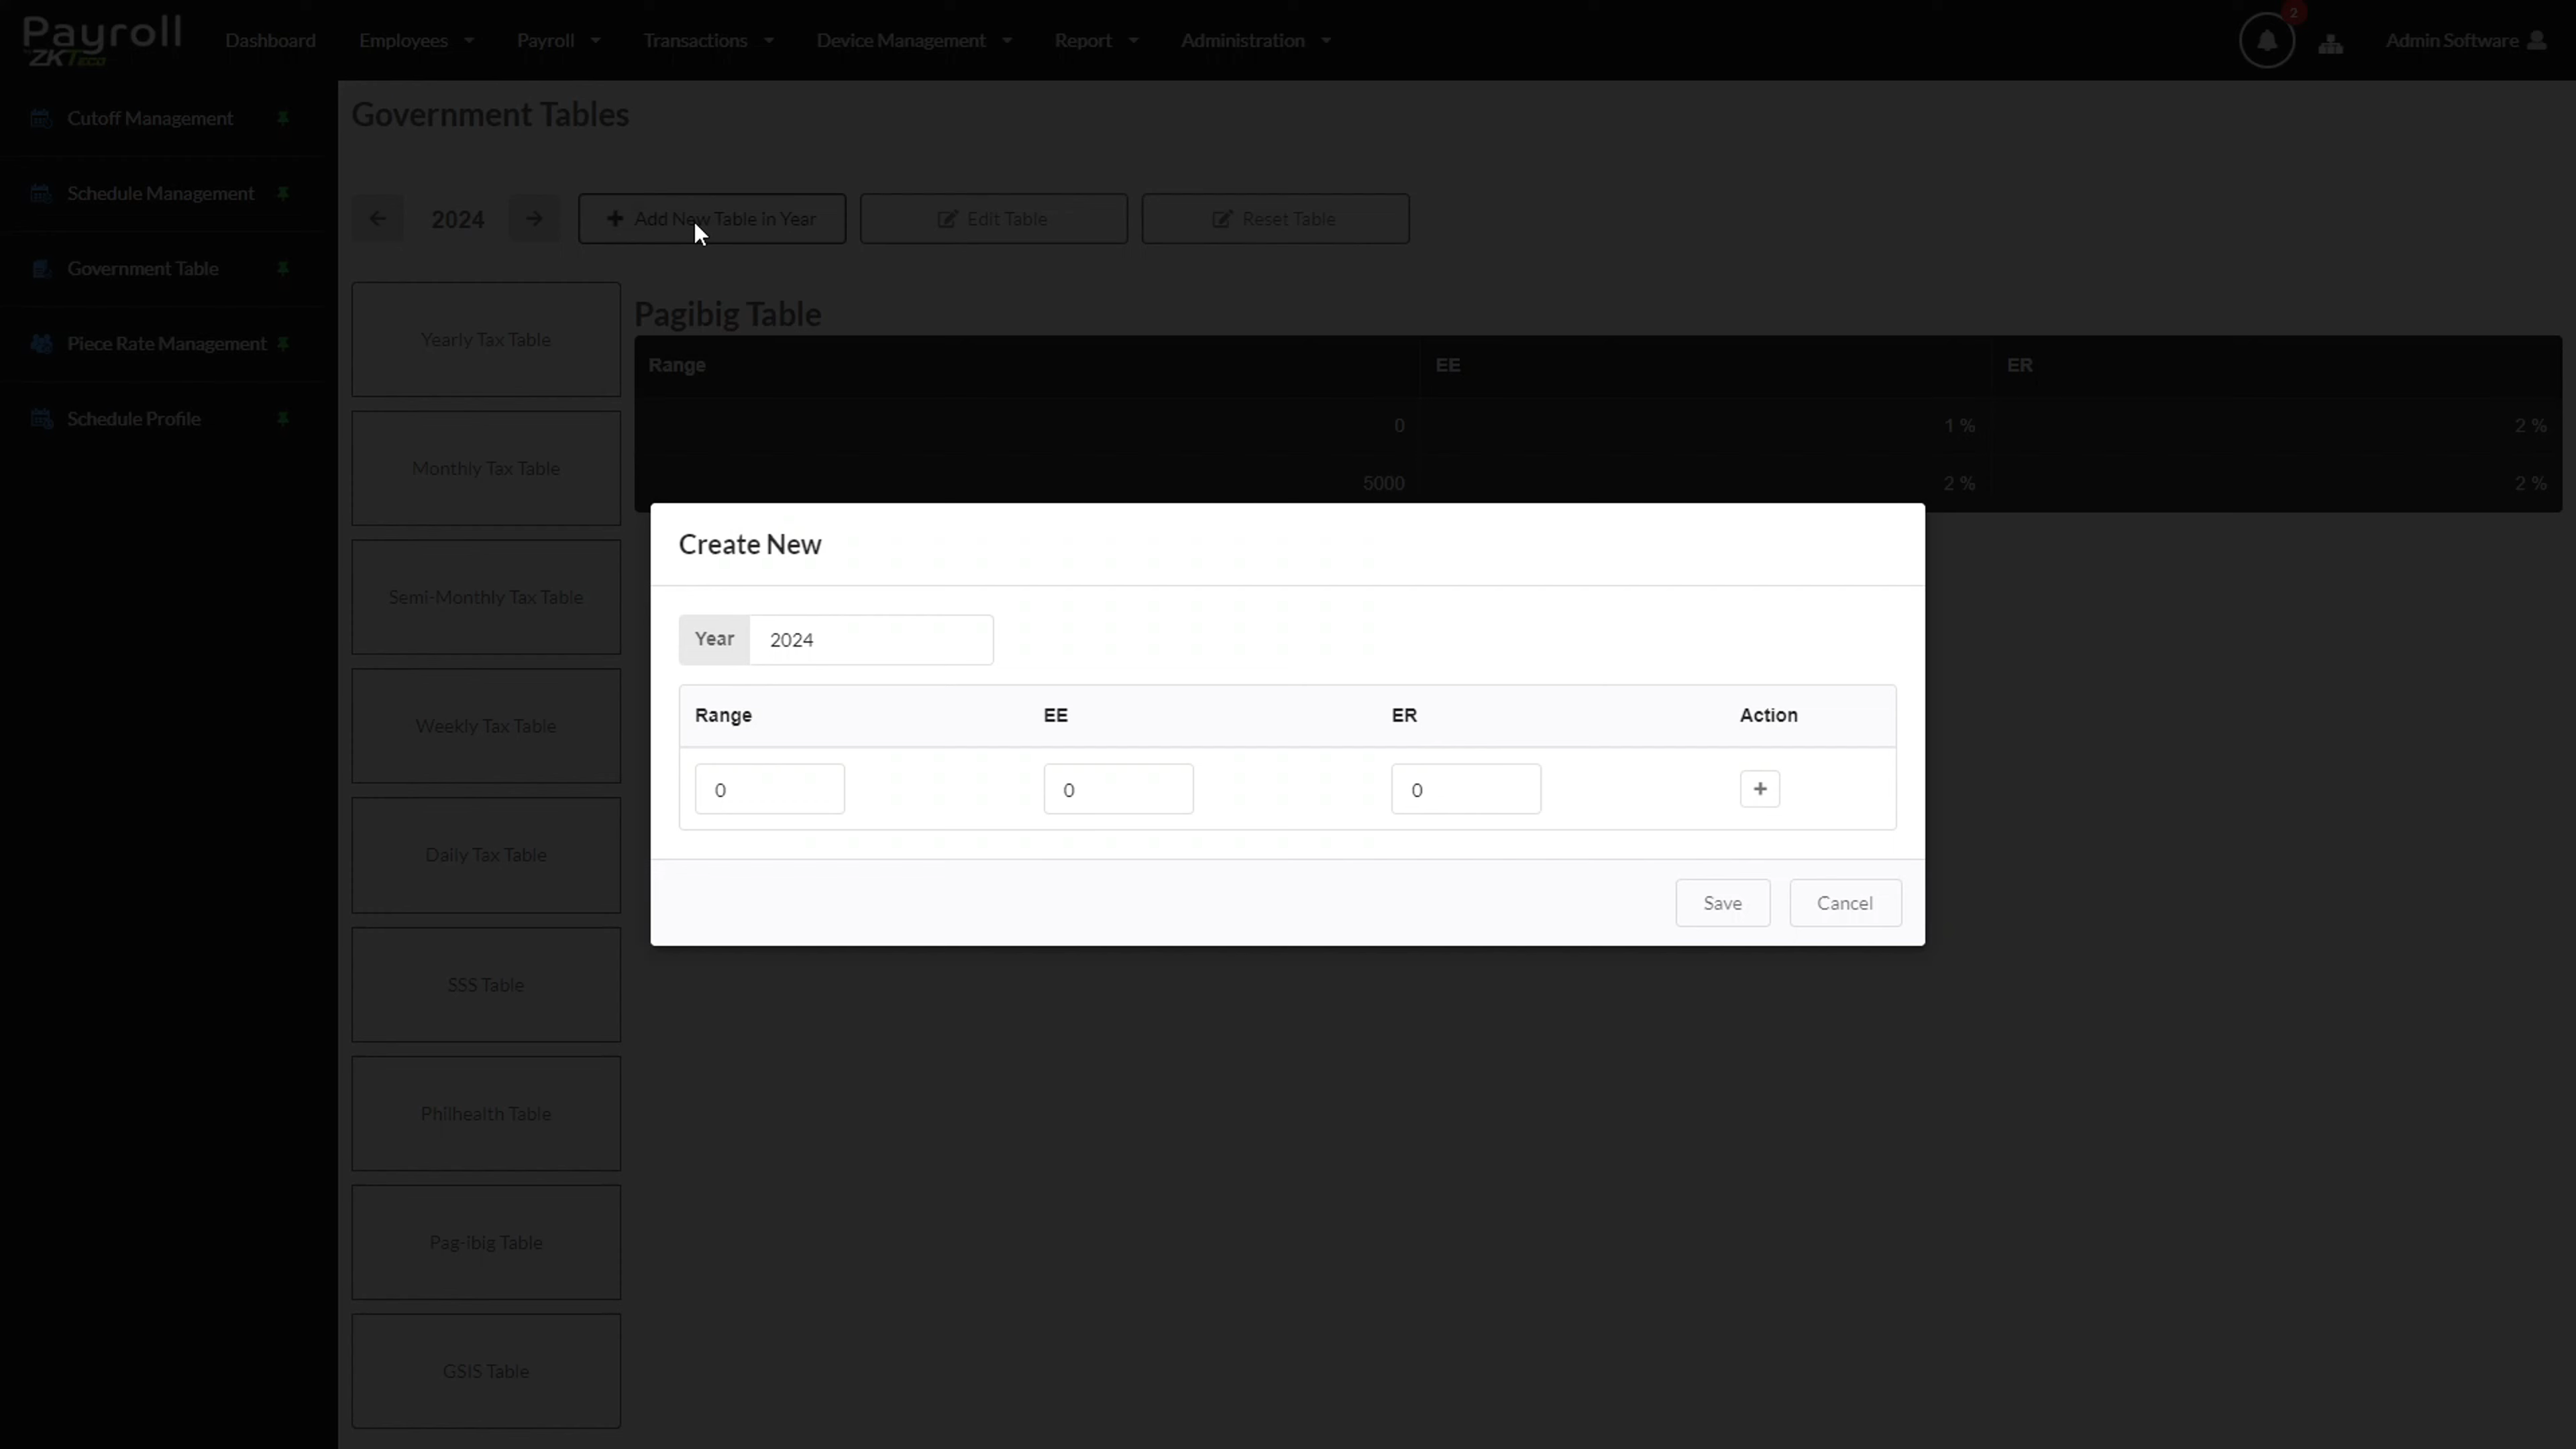 Payroll
ZKTeco
Dashboard
Employees
Payroll
Transactions
Device Management
Report
Administration
2
Admin Software
Cutoff Management
Schedule Management
Government Table
Piece Rate Management
Schedule Profile
Government Tables
2024
Add New Table in Year
Edit Table
Reset Table
Yearly Tax Table
Monthly Tax Table
Semi-Monthly Tax Table
Weekly Tax Table
Daily Tax Table
SSS Table
Philhealth Table
Pag-ibig Table
GSIS Table
Pagibig Table
Range EE ER
0 1 % 2 %
5000 2 % 2 %
Create New
Year 2024
Range EE ER Action
0 0 0 +
Save Cancel